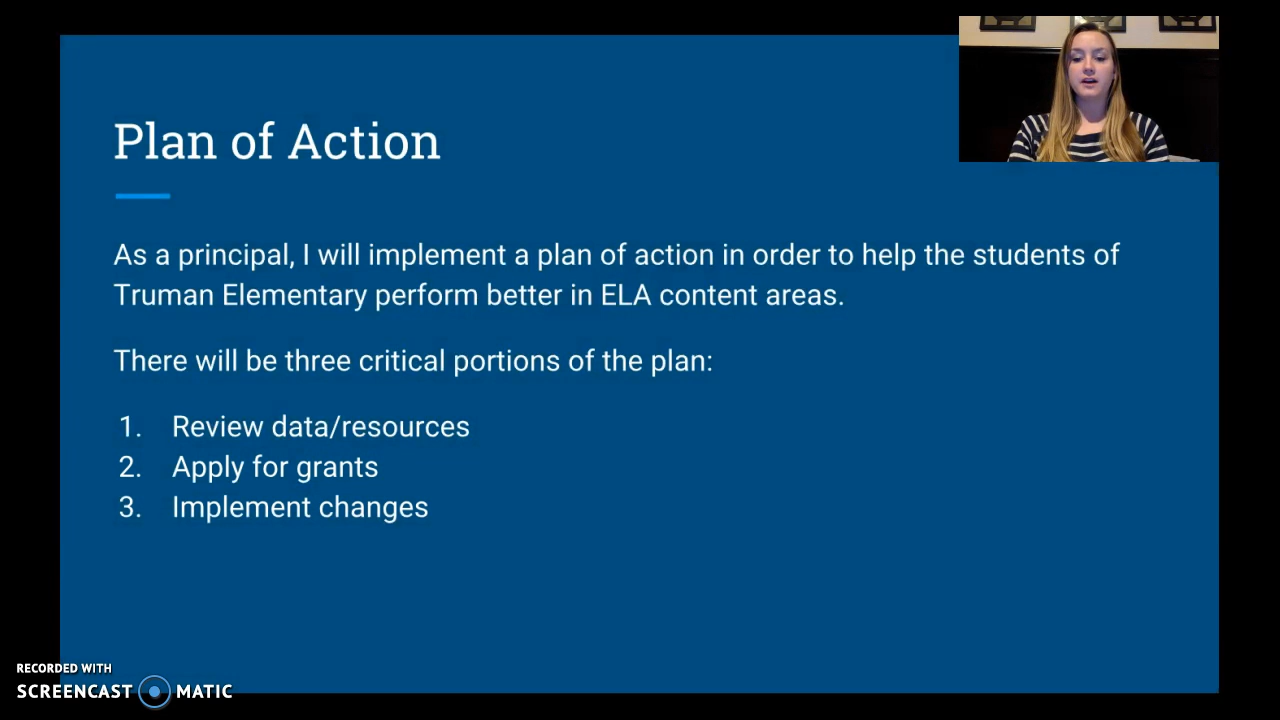 Plan of Action
As a principal, I will implement a plan of action in order to help the students of
Truman Elementary perform better in ELA content areas.
There will be three critical portions of the plan:
1. Review data/resources
2. Apply for grants
3. Implement changes
RECORDED WITH
SCREENCAST MATIC